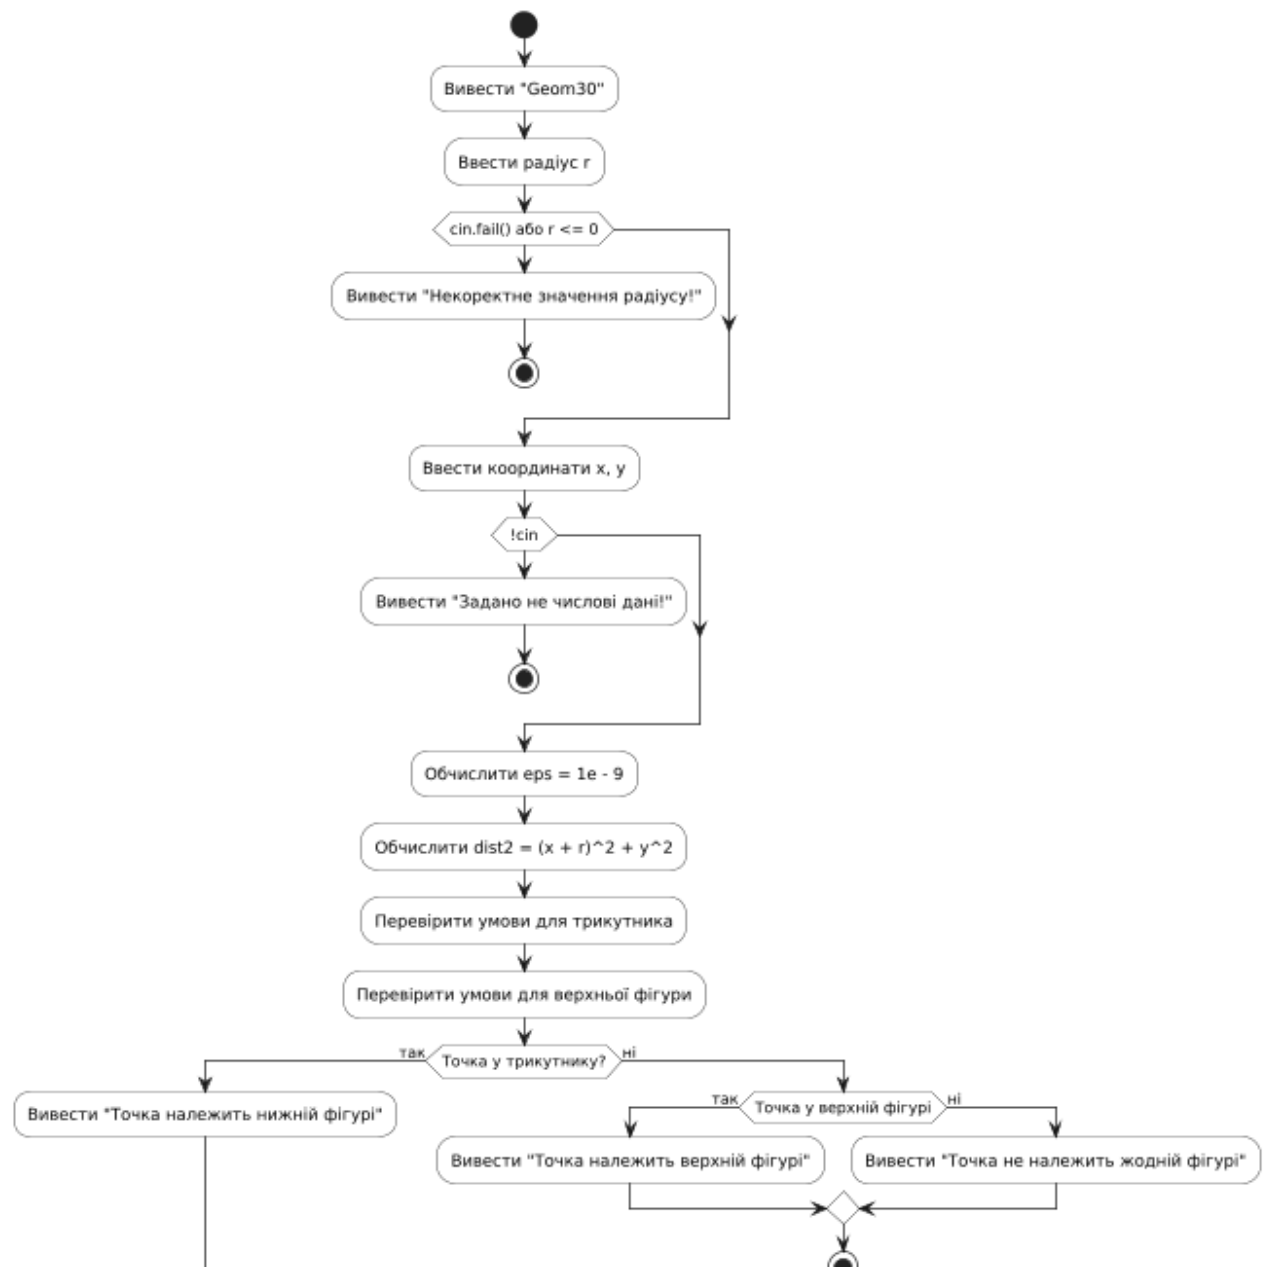 Вивести "Geom30"
Ввести радіус r
cin.fail() або r <= 0
Вивести "Некоректне значення радіусу!"
Ввести координати x, y
!cin
Вивести "Задано не числові дані!"
Обчислити eps = 1e - 9
Обчислити dist2 = (x + r)^2 + y^2
Перевірити умови для трикутника
Перевірити умови для верхньої фігури
так
Точка у трикутнику?
ні
Вивести "Точка належить нижній фігурі"
так
Точка у верхній фігурі
ні
Вивести "Точка належить верхній фігурі"
Вивести "Точка не належить жодній фігурі"